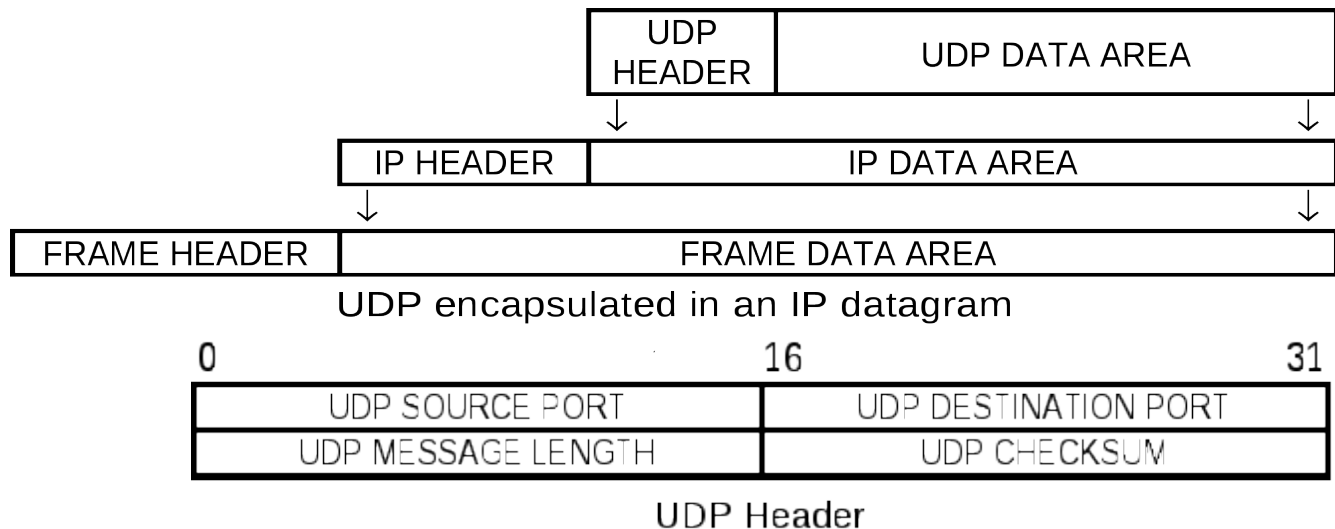 UDP
HEADER
UDP DATA AREA
IP HEADER
IP DATA AREA
FRAME HEADER
FRAME DATA AREA
UDP encapsulated in an IP datagram
0 16 31
UDP SOURCE PORT
UDP DESTINATION PORT
UDP MESSAGE LENGTH
UDP CHECKSUM
UDP Header